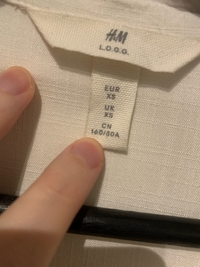 H&M
L.O.G.G.
EUR
XS
UK
XS
CN
160/80A